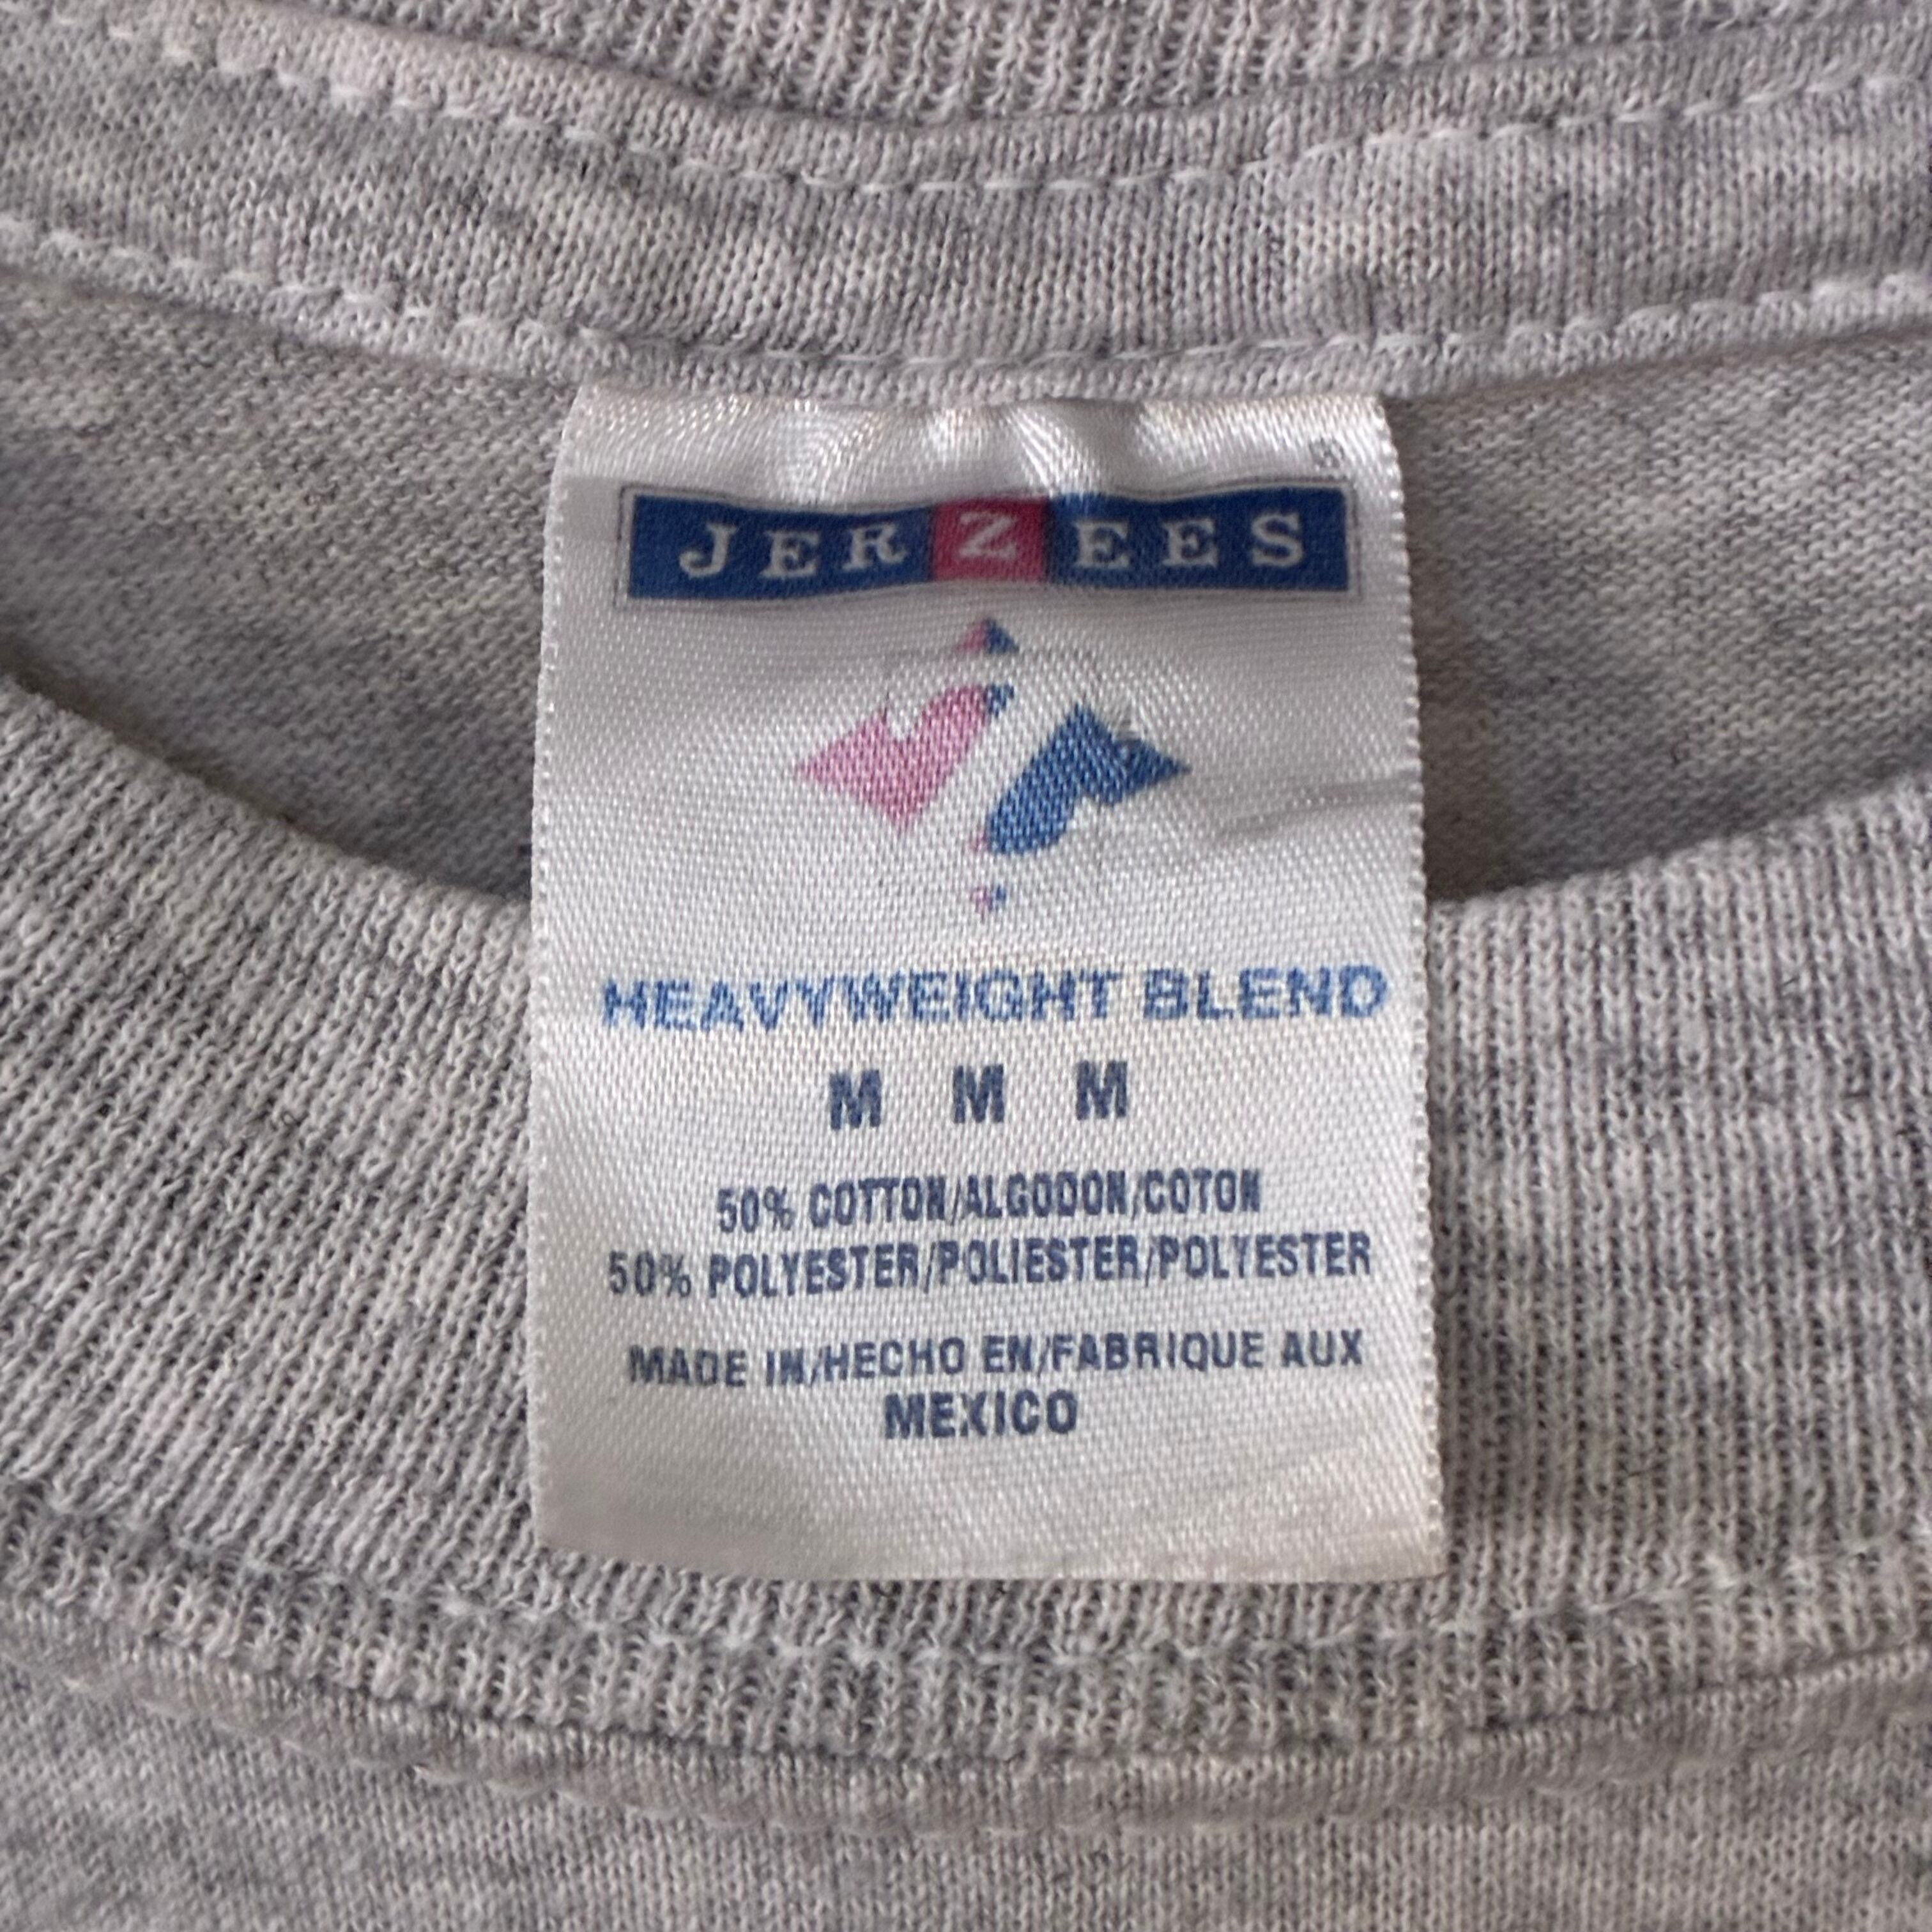 JERZEES
HEAVYWEIGHT BLEND
M M M
50% COTTON/ALGODON/COTON
50% POLYESTER/POLIESTER/POLYESTER
MADE IN/HECHO EN/FABRIQUE AUX
MEXICO